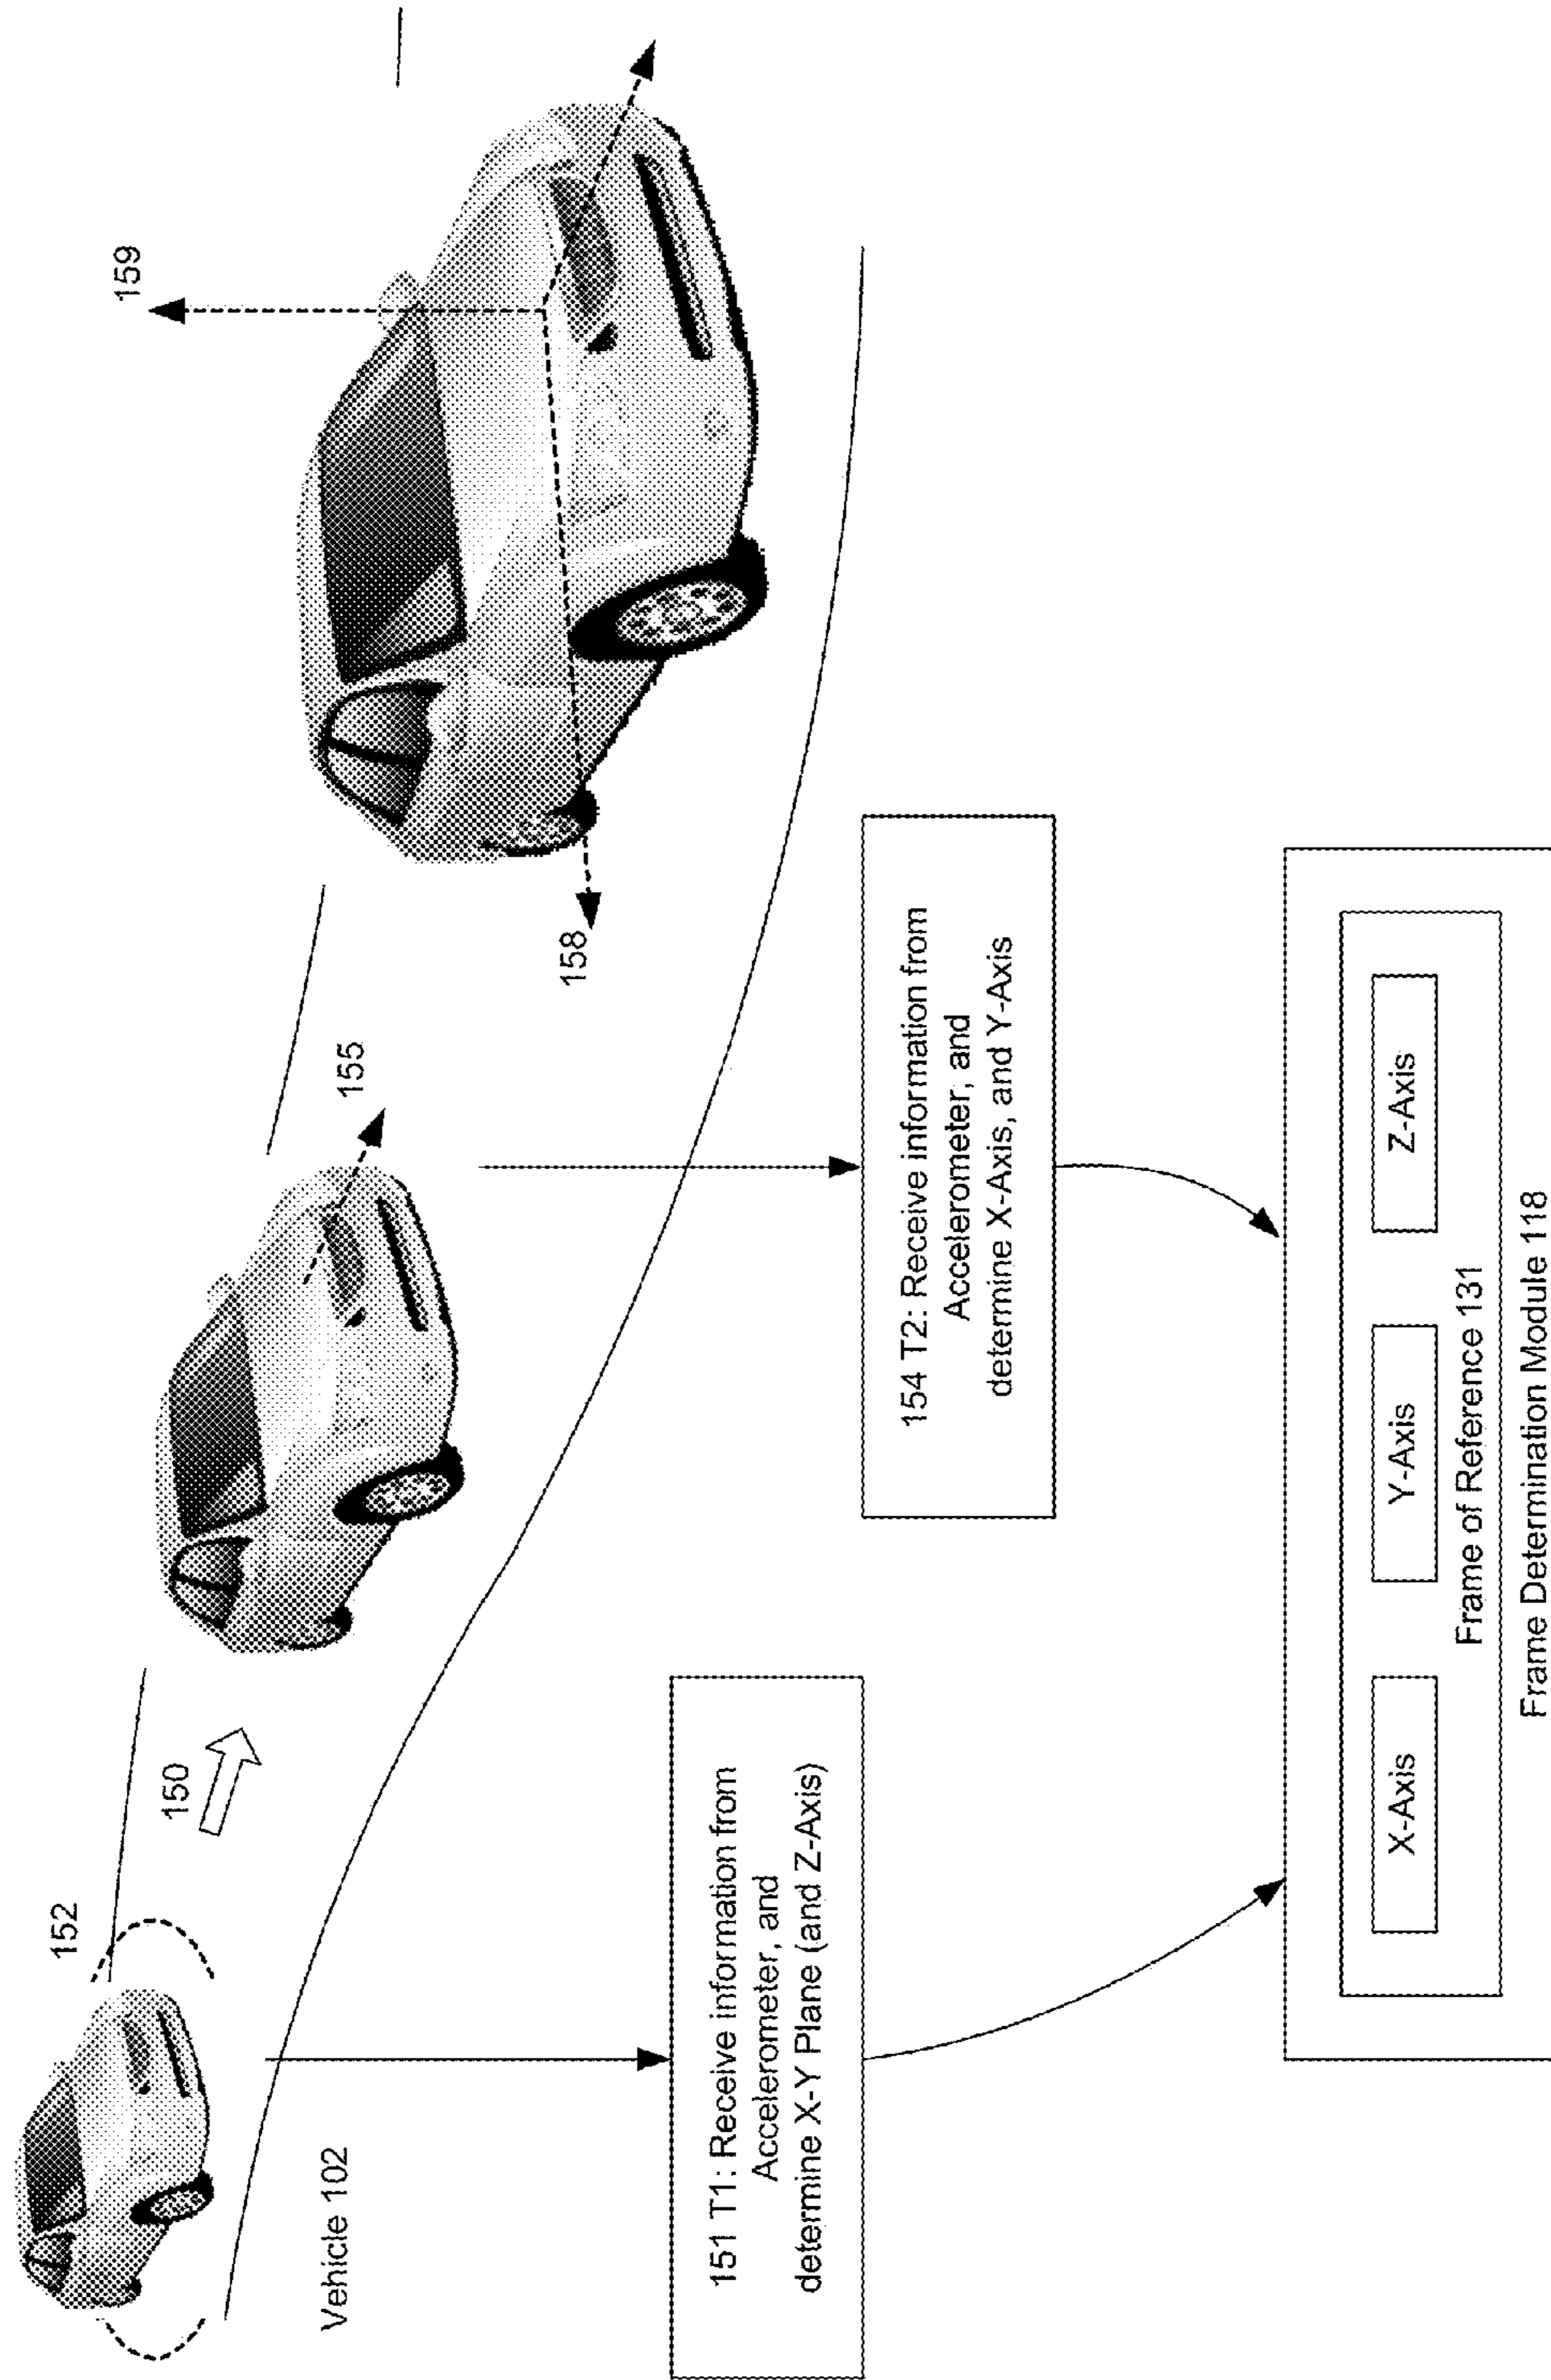 152
150
155
159
158
Vehicle 102
151 T1: Receive information from
Accelerometer, and
determine X-Y Plane (and Z-Axis)
154 T2: Receive information from
Accelerometer, and
determine X-Axis, and Y-Axis
X-Axis
Y-Axis
Z-Axis
Frame of Reference 131
Frame Determination Module 118